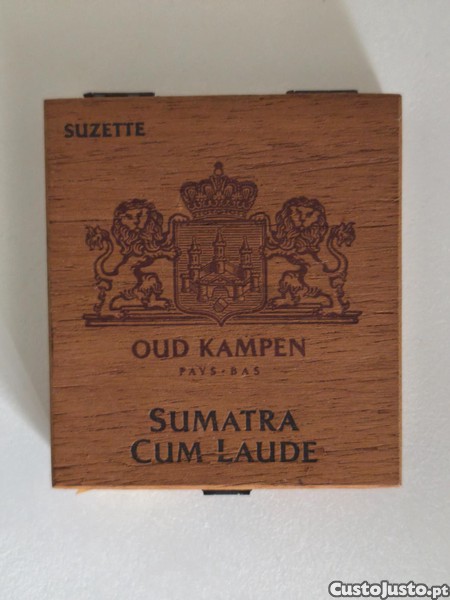 SUZETTE
OUD KAMPEN
PAYS-BAS
SUMATRA
CUM LAUDE
CustoJusto.pt